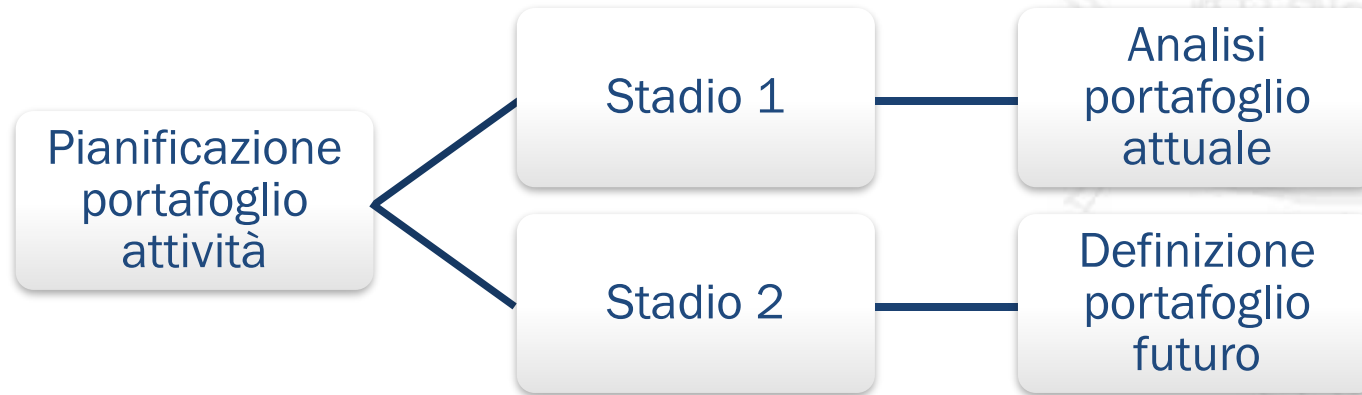 Pianificazione
portafoglio
attività
Stadio 1
Analisi
portafoglio
attuale
Stadio 2
Definizione
portafoglio
futuro